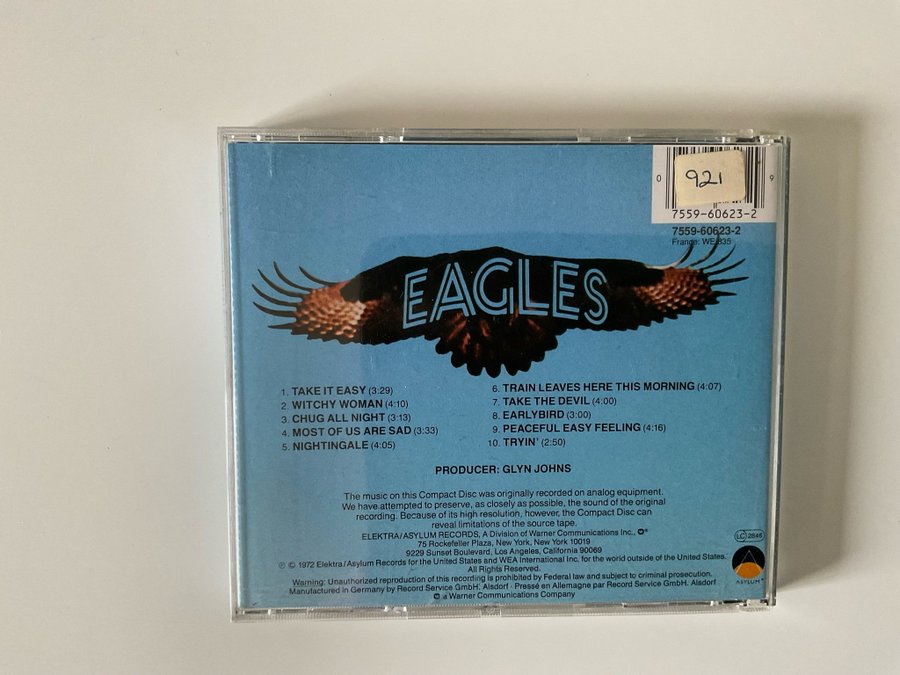 921
0 9
7559-60623-2
7559-60623-2
France: WE 835
EAGLES
1. TAKE IT EASY (3:29)
2. WITCHY WOMAN (4:10)
3. CHUG ALL NIGHT (3:13)
4. MOST OF US ARE SAD (3:33)
5. NIGHTINGALE (4:05)
6. TRAIN LEAVES HERE THIS MORNING (4:07)
7. TAKE THE DEVIL (4:00)
8. EARLYBIRD (3:00)
9. PEACEFUL EASY FEELING (4:16)
10. TRYIN' (2:50)
PRODUCER: GLYN JOHNS
The music on this Compact Disc was originally recorded on analog equipment.
We have attempted to preserve, as closely as possible, the sound of the original
recording. Because of its high resolution, however, the Compact Disc can
reveal limitations of the source tape.
ELEKTRA/ASYLUM RECORDS, A Division of Warner Communications Inc.,
75 Rockefeller Plaza, New York, New York 10019
9229 Sunset Boulevard, Los Angeles, California 90069
℗ © 1972 Elektra/Asylum Records for the United States and WEA International Inc. for the world outside of the United States.
All Rights Reserved.
Warning: Unauthorized reproduction of this recording is prohibited by Federal law and subject to criminal prosecution.
Manufactured in Germany by Record Service GmbH, Alsdorf · Pressé en Allemagne par Record Service GmbH, Alsdorf
a Warner Communications Company
LC 2846
ASYLUM